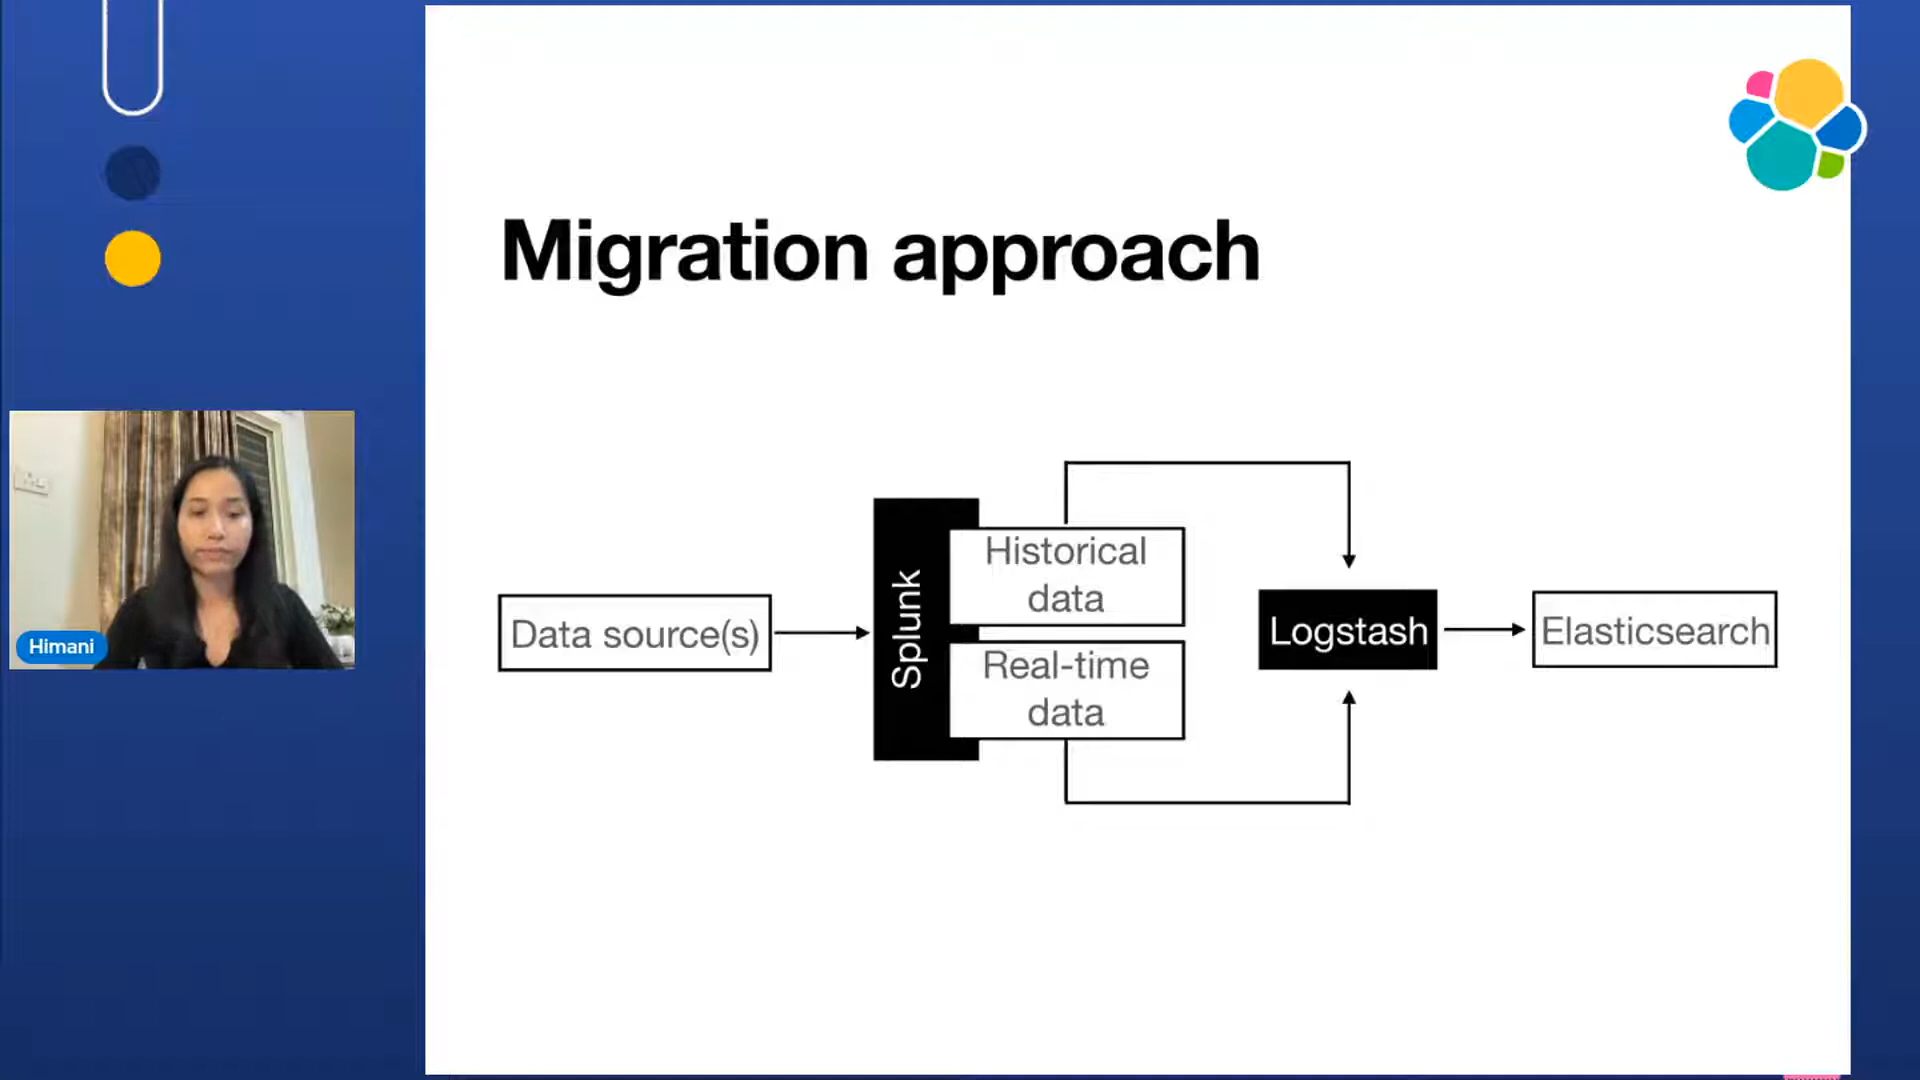 Migration approach
Himani
Data source(s)
Splunk
Historical
data
Real-time
data
Logstash
Elasticsearch